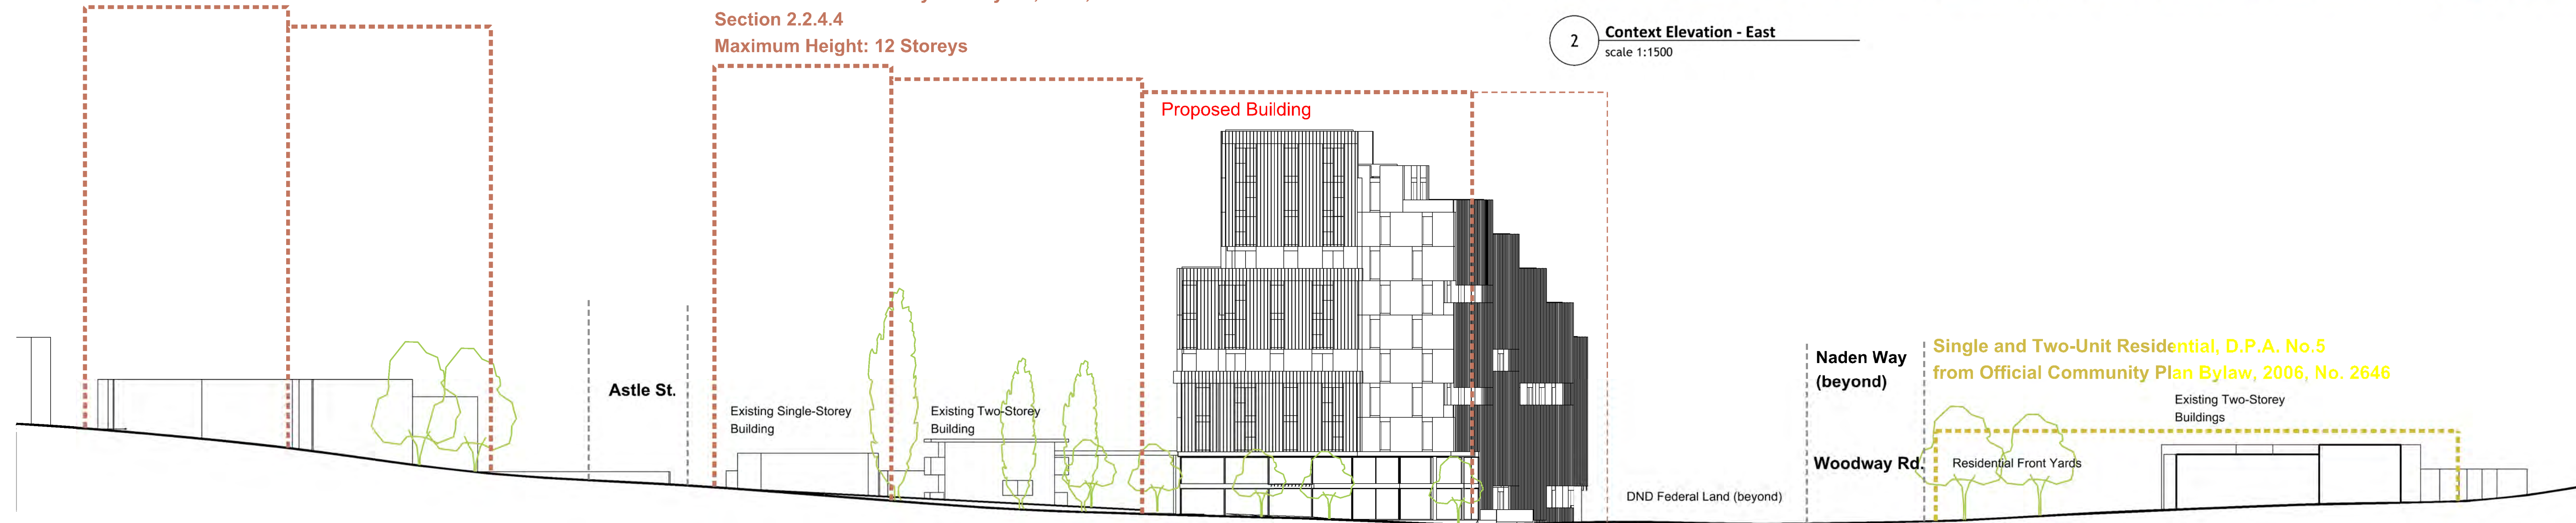 Section 2.2.4.4
Maximum Height: 12 Storeys
2
Context Elevation - East
scale 1:1500
Proposed Building
Astle St.
Existing Single-Storey
Building
Existing Two-Storey
Building
DND Federal Land (beyond)
Naden Way
(beyond)
Woodway Rd.
Single and Two-Unit Residential, D.P.A. No.5
from Official Community Plan Bylaw, 2006, No. 2646
Existing Two-Storey
Buildings
Residential Front Yards